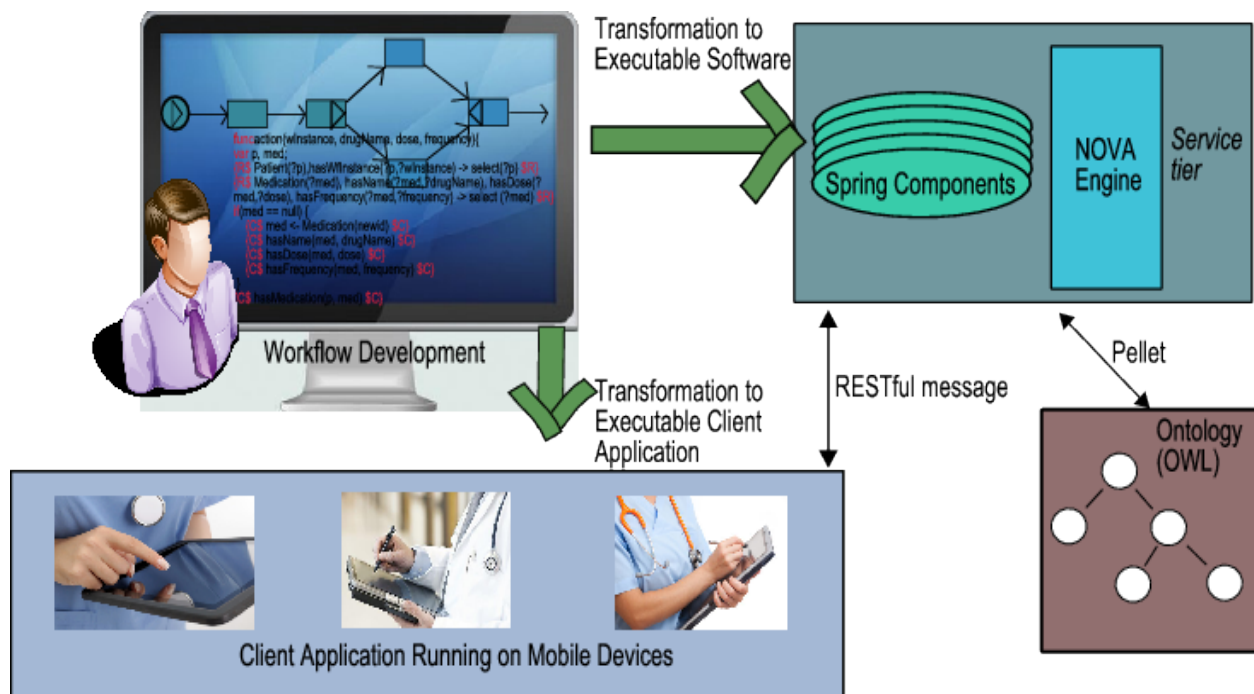 func action(wInstance, drugName, dose, frequency){
var p, med;
{R$ Patient(?p),hasWfInstance(?p,?wInstance) -> select(?p) $R}
{R$ Medication(?med), hasName(?med,?drugName), hasDose(?
med,?dose), hasFrequency(?med,?frequency) -> select (?med) $R}
if(med == null) {
{C$ med <- Medication(newid) $C}
{C$ hasName(med, drugName) $C}
{C$ hasDose(med, dose) $C}
{C$ hasFrequency(med, frequency) $C}
{C$ hasMedication(p, med) $C}
Workflow Development
Transformation to
Executable Software
Spring Components
NOVA
Engine
Service
tier
Transformation to
Executable Client
Application
RESTful message
Pellet
Ontology
(OWL)
Client Application Running on Mobile Devices